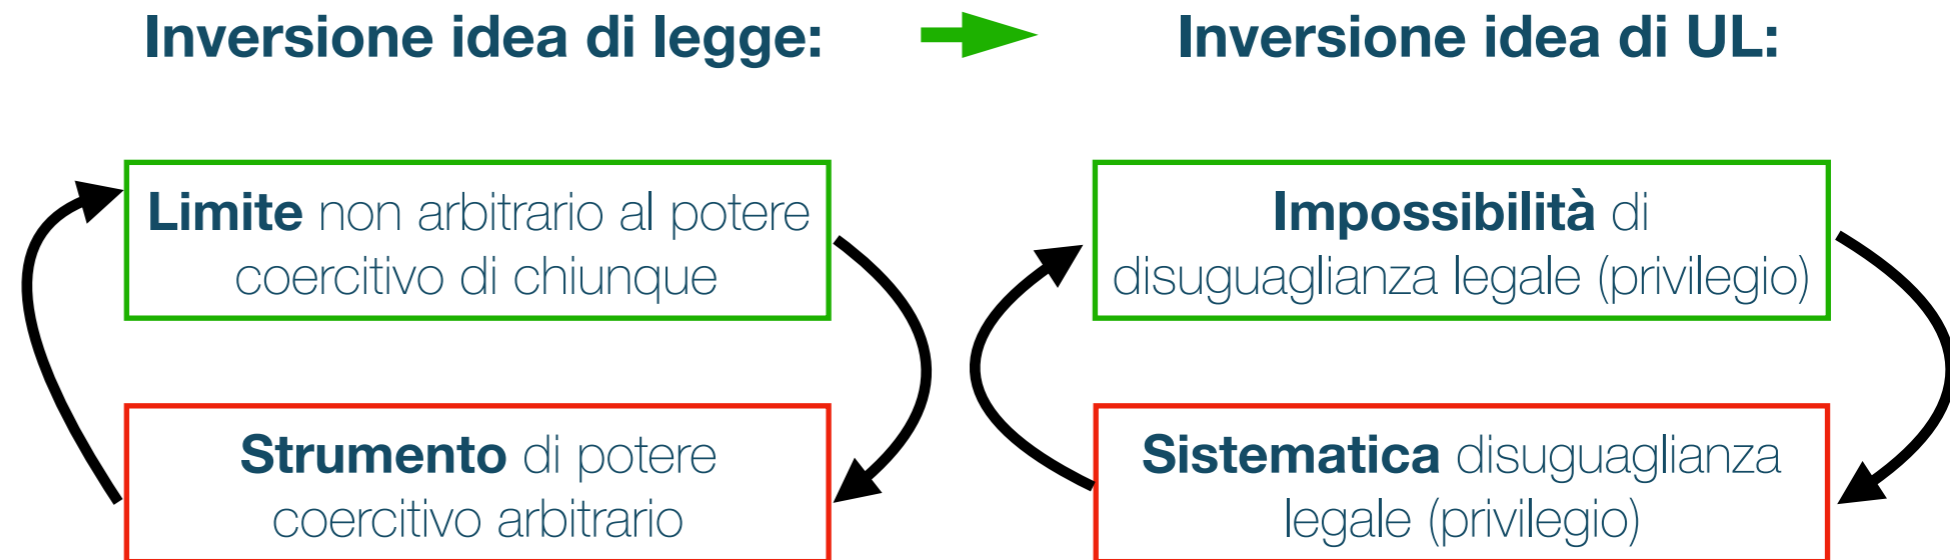 Inversione idea di legge:
Inversione idea di UL:
Limite non arbitrario al potere
coercitivo di chiunque
Impossibilità di
disuguaglianza legale (privilegio)
Strumento di potere
coercitivo arbitrario
Sistematica disuguaglianza
legale (privilegio)